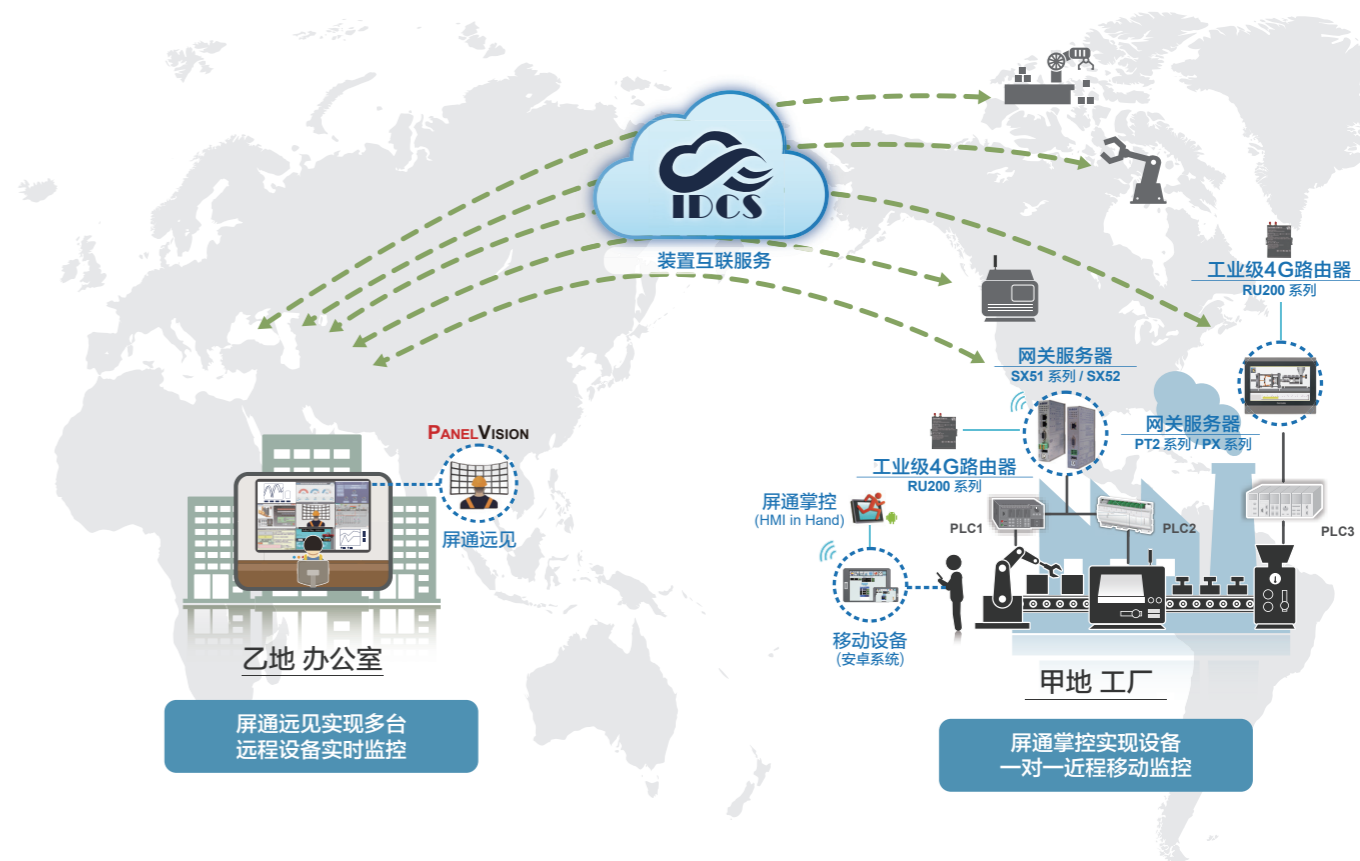 IDCS
装置互联服务
工业级4G路由器
RU200 系列
网关服务器
SX51 系列 / SX52
网关服务器
PT2 系列 / PX 系列
工业级4G路由器
RU200 系列
PANELVISION
屏通远见
屏通掌控
(HMI in Hand)
PLC1
PLC2
PLC3
移动设备
(安卓系统)
乙地 办公室
甲地 工厂
屏通远见实现多台
远程设备实时监控
屏通掌控实现设备
一对一近程移动监控